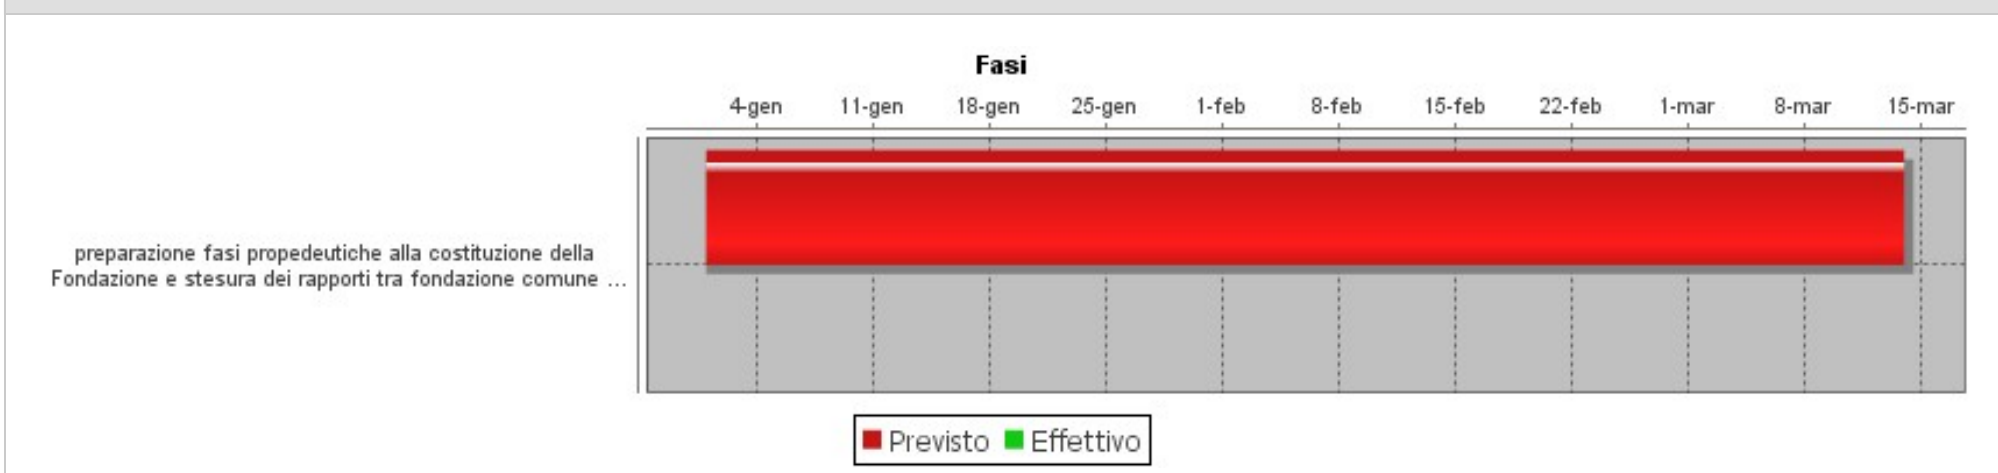 Fasi
4-gen 11-gen 18-gen 25-gen 1-feb 8-feb 15-feb 22-feb 1-mar 8-mar 15-mar
preparazione fasi propedeutiche alla costituzione della
Fondazione e stesura dei rapporti tra fondazione comune ...
Previsto Effettivo